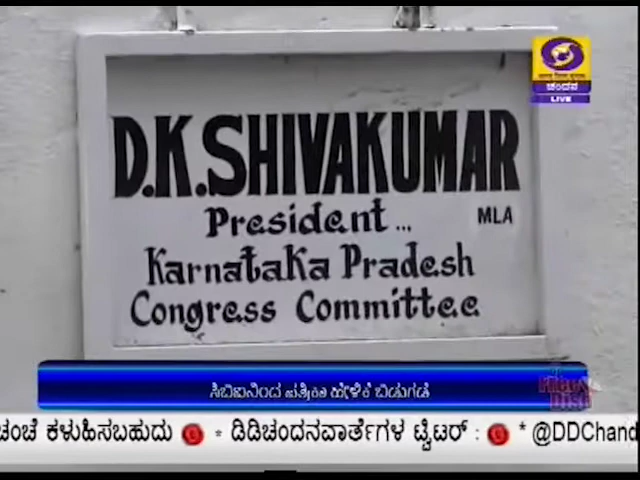 ಚಂದನ
LIVE
D.K.SHIVAKUMAR
MLA
President ...
Karnataka Pradesh
Congress Committee
ಸಿಬಿಐನಿಂದ ಪತ್ರಿಕಾ ಹೇಳಿಕೆ ಬಿಡುಗಡೆ
ಂಚೆ ಕಳುಹಿಸಬಹುದು * ಡಿಡಿಚಂದನವಾರ್ತೆಗಳ ಟ್ವಿಟರ್ : * @DDChand